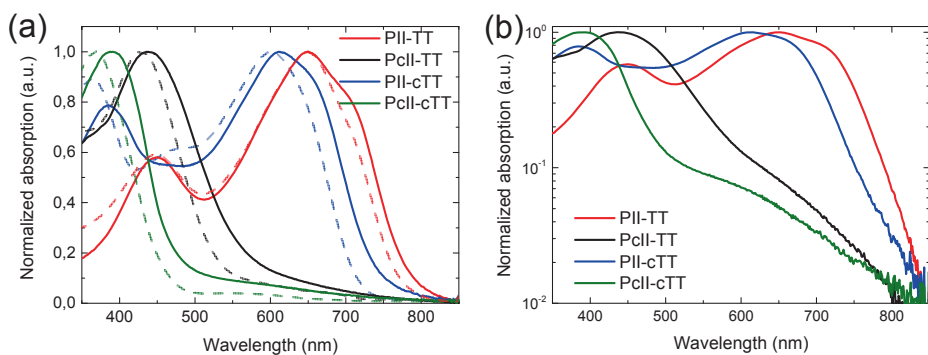 (a)
Normalized absorption (a.u.)
1,0
0,8
0,6
0,4
0,2
0,0
PII-TT
PcII-TT
PII-cTT
PcII-cTT
400 500 600 700 800
Wavelength (nm)
(b)
Normalized absorption (a.u.)
10⁰
10⁻¹
10⁻²
PII-TT
PcII-TT
PII-cTT
PcII-cTT
400 500 600 700 800
Wavelength (nm)